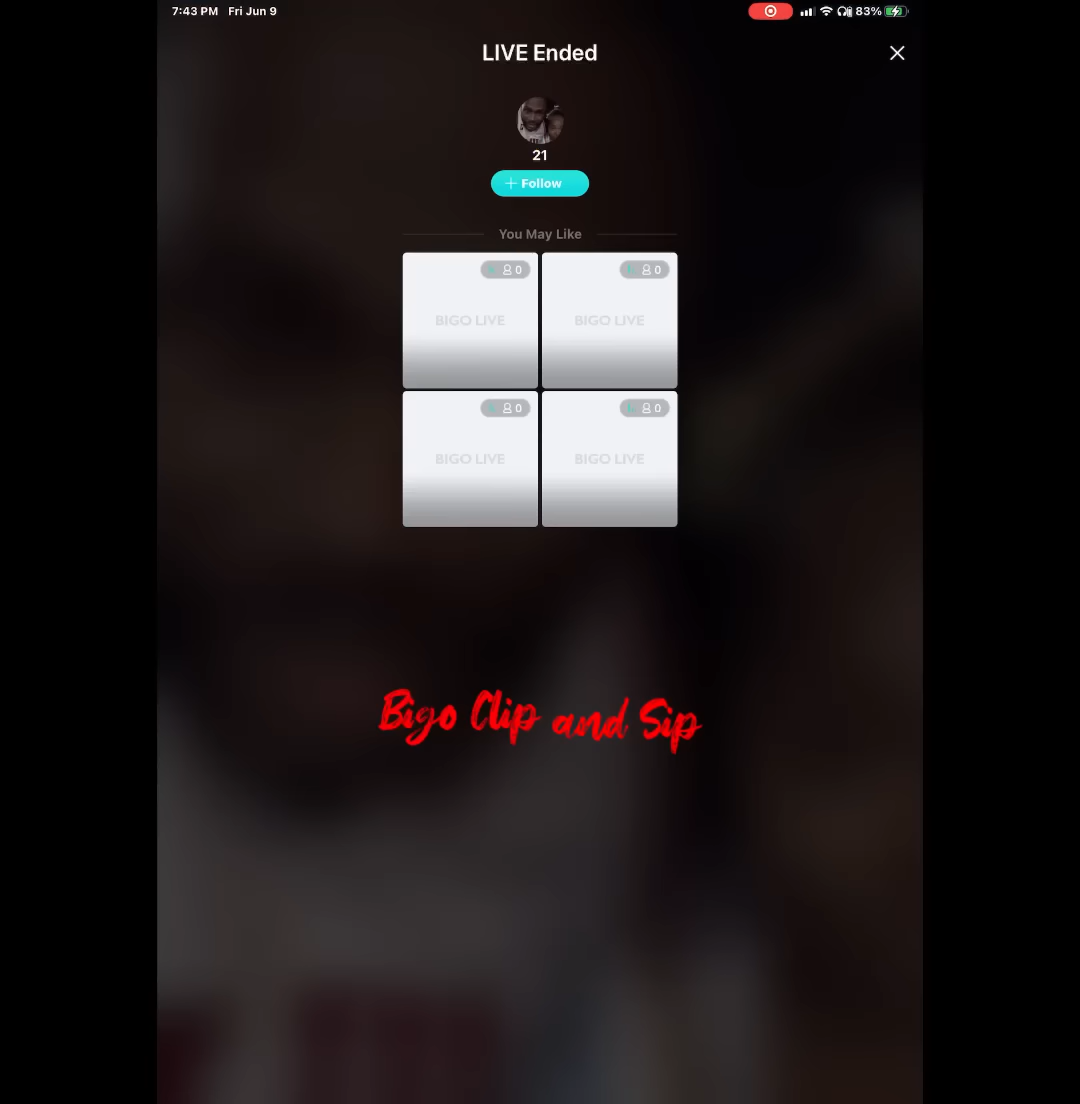 7:43 PM Fri Jun 9 83%
LIVE Ended
21
+ Follow
You May Like
0 0
BIGO LIVE BIGO LIVE
0 0
BIGO LIVE BIGO LIVE
Bigo Clip and Sip